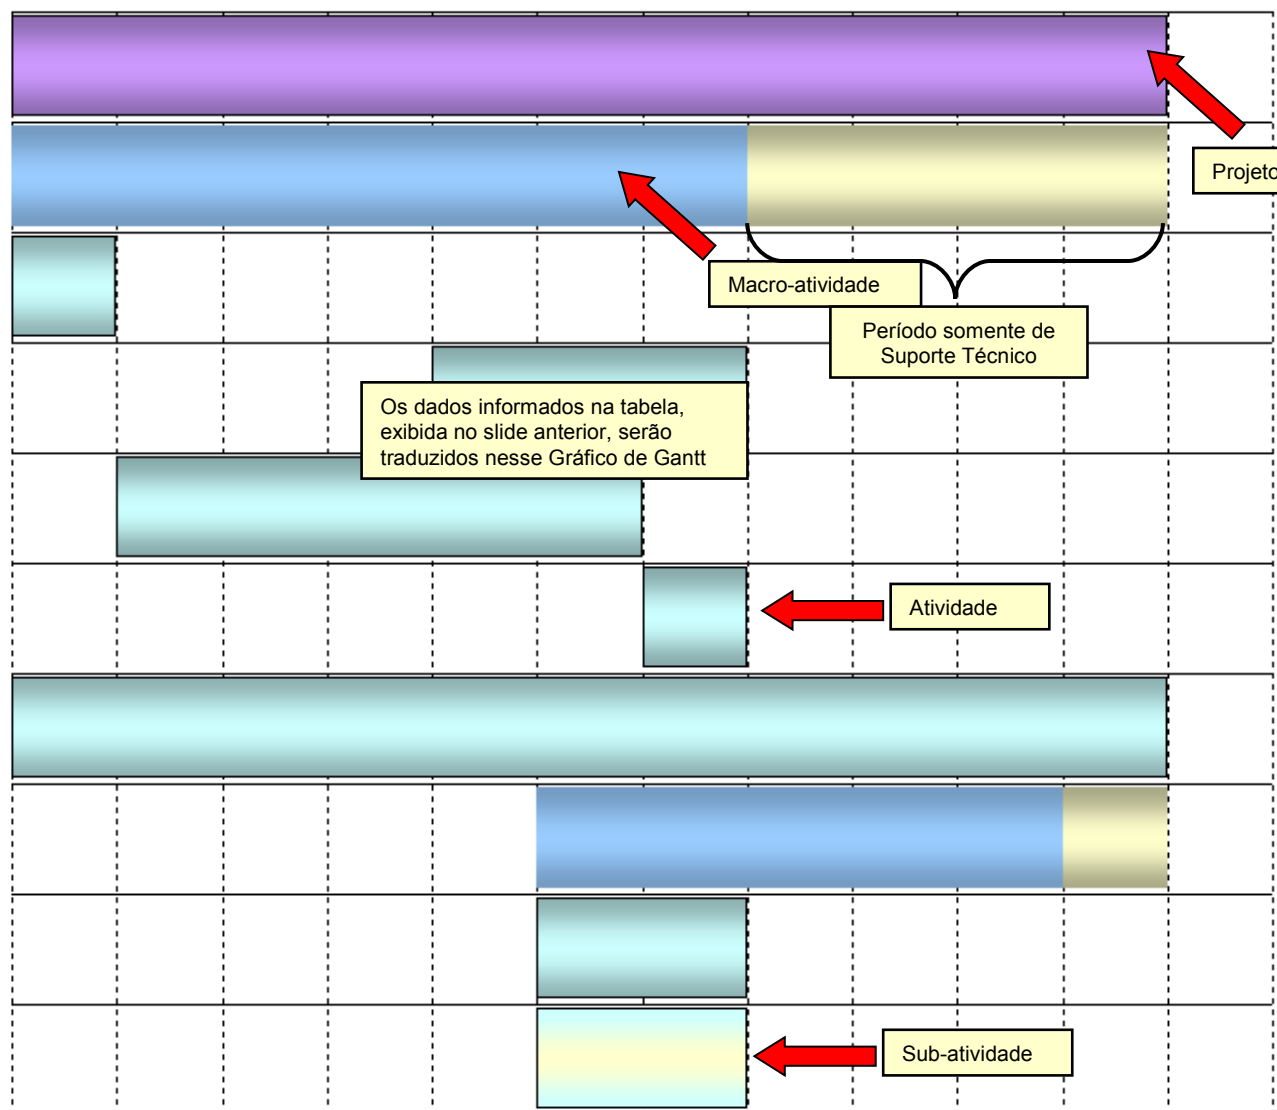 Projeto
Macro-atividade
Período somente de
Suporte Técnico
Os dados informados na tabela,
exibida no slide anterior, serão
traduzidos nesse Gráfico de Gantt
Atividade
Sub-atividade